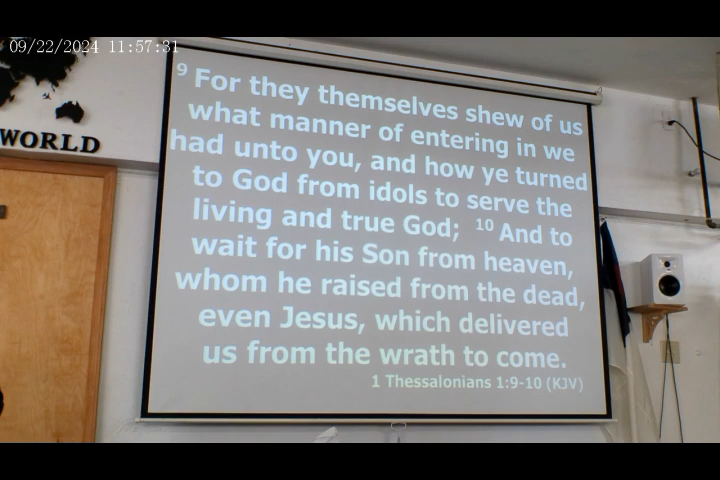 09/22/2024 11:57:31
WORLD
9 For they themselves shew of us
what manner of entering in we
had unto you, and how ye turned
to God from idols to serve the
living and true God; 10 And to
wait for his Son from heaven,
whom he raised from the dead,
even Jesus, which delivered
us from the wrath to come.
1 Thessalonians 1:9-10 (KJV)